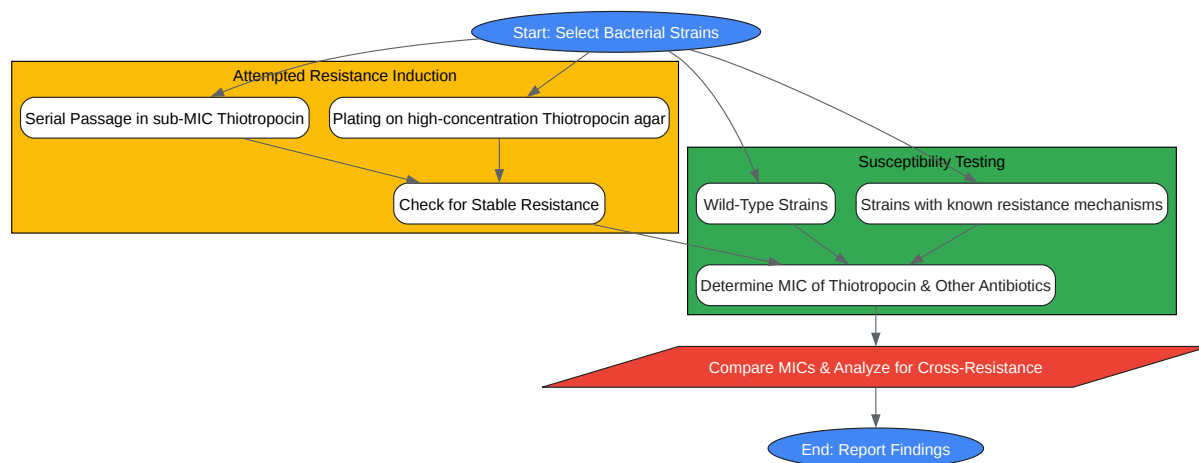 Start: Select Bacterial Strains
Attempted Resistance Induction
Serial Passage in sub-MIC Thiotropocin
Plating on high-concentration Thiotropocin agar
Check for Stable Resistance
Susceptibility Testing
Wild-Type Strains
Strains with known resistance mechanisms
Determine MIC of Thiotropocin & Other Antibiotics
Compare MICs & Analyze for Cross-Resistance
End: Report Findings